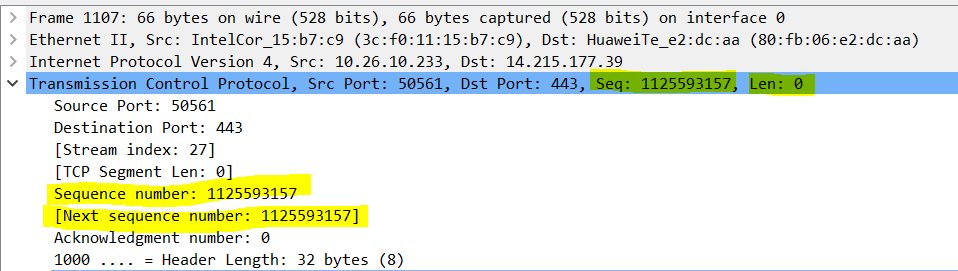 Frame 1107: 66 bytes on wire (528 bits), 66 bytes captured (528 bits) on interface 0
Ethernet II, Src: IntelCor_15:b7:c9 (3c:f0:11:15:b7:c9), Dst: HuaweiTe_e2:dc:aa (80:fb:06:e2:dc:aa)
Internet Protocol Version 4, Src: 10.26.10.233, Dst: 14.215.177.39
Transmission Control Protocol, Src Port: 50561, Dst Port: 443, Seq: 1125593157, Len: 0
Source Port: 50561
Destination Port: 443
[Stream index: 27]
[TCP Segment Len: 0]
Sequence number: 1125593157
[Next sequence number: 1125593157]
Acknowledgment number: 0
1000 .... = Header Length: 32 bytes (8)